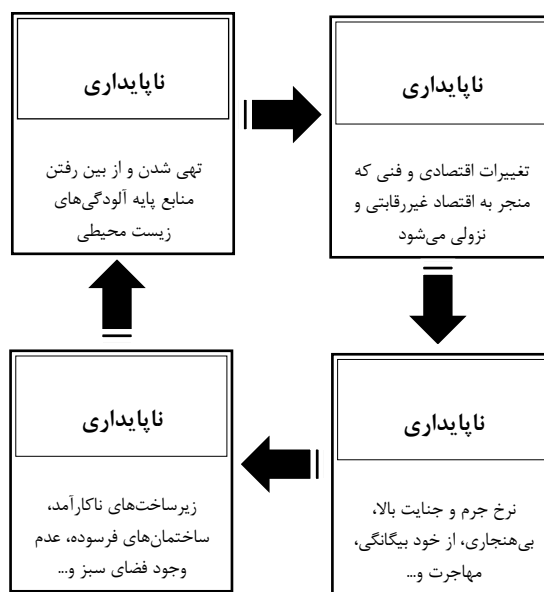 ناپایداری
تغییرات اقتصادی و فنی که
منجر به اقتصاد غیررقابتی و
نزولی می‌شود
ناپایداری
تهی شدن و از بین رفتن
منابع پایه آلودگی‌های
زیست محیطی
ناپایداری
نرخ جرم و جنایت بالا،
بی‌هنجاری، از خود بیگانگی،
مهاجرت و...
ناپایداری
زیرساخت‌های ناکارآمد،
ساختمان‌های فرسوده، عدم
وجود فضای سبز و...